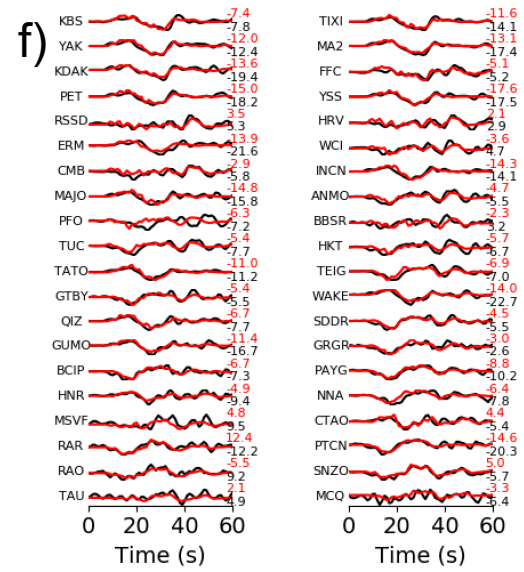 f)
KBS -7.4 -7.8
YAK -12.0 -12.4
KDAK -13.6 -19.4
PET -15.0 -18.2
RSSD 3.5 5.3
ERM -13.9 -21.6
CMB -2.9 -5.8
MAJO -14.8 -15.8
PFO -6.3 -7.2
TUC -5.4 -7.7
TATO -11.0 -11.2
GTBY -5.4 -5.5
QIZ -6.7 -7.7
GUMO -11.4 -16.7
BCIP -6.7 -7.3
HNR -4.9 -9.4
MSVF 4.8 9.5
RAR 12.4 -12.2
RAO -5.5 9.2
TAU 2.1 4.9
0 20 40 60
Time (s)
TIXI -11.6 -14.1
MA2 -13.1 -17.4
FFC -5.1 -5.2
YSS -17.6 -17.5
HRV 2.1 2.9
WCI -3.6 4.7
INCN -14.3 -14.1
ANMO -4.7 -5.5
BBSR -2.3 3.2
HKT -5.7 -6.7
TEIG -6.9 -7.0
WAKE -14.0 -22.7
SDDR -4.5 -5.5
GRGR -3.0 -2.6
PAYG -8.8 -10.2
NNA -6.4 -7.8
CTAO 4.4 -5.4
PTCN -14.6 -20.3
SNZO 5.0 -5.7
MCQ -3.3 -6.4
0 20 40 60
Time (s)